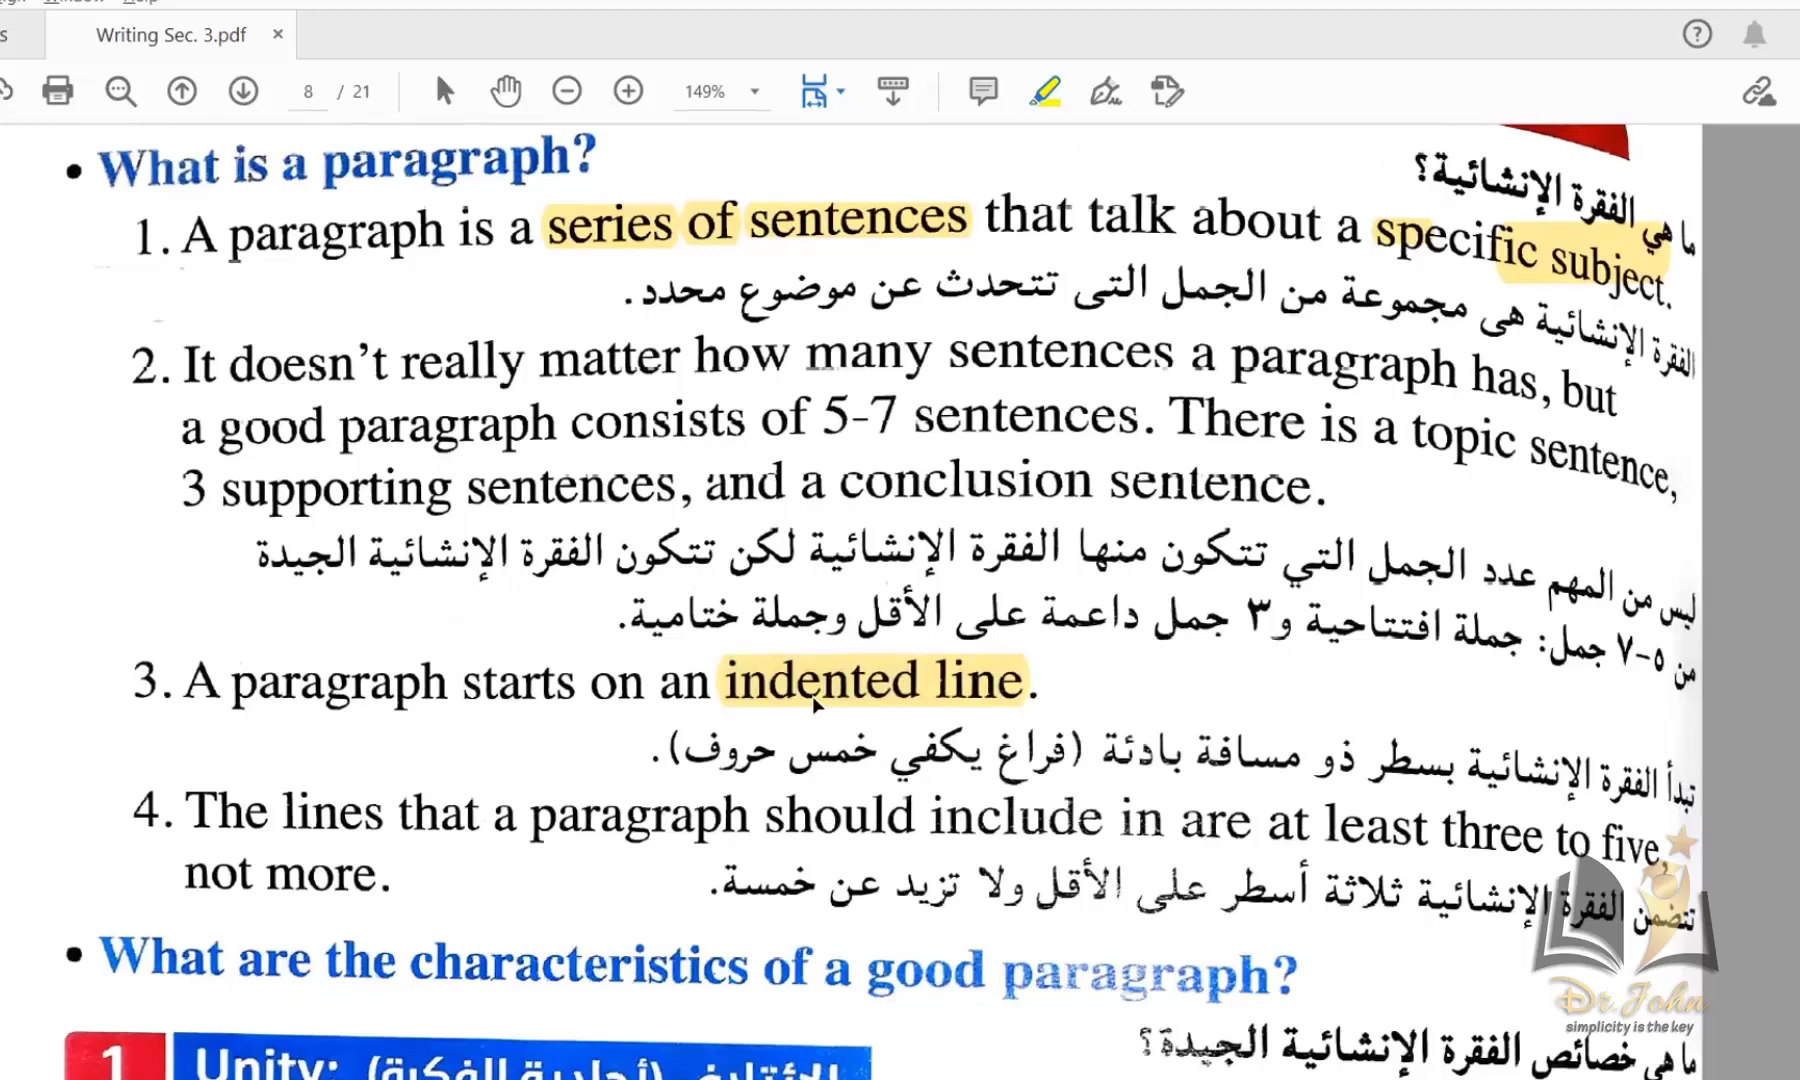 Window Help
Writing Sec. 3.pdf ×
8 / 21 149%
• What is a paragraph?
ما هي الفقرة الإنشائية؟
1. A paragraph is a series of sentences that talk about a specific subject.
الفقرة الإنشائية هى مجموعة من الجمل التى تتحدث عن موضوع محدد.
2. It doesn't really matter how many sentences a paragraph has, but
a good paragraph consists of 5-7 sentences. There is a topic sentence,
3 supporting sentences, and a conclusion sentence.
ليس من المهم عدد الجمل التي تتكون منها الفقرة الإنشائية لكن تتكون الفقرة الإنشائية الجيدة
من ٥-٧ جمل: جملة افتتاحية و٣ جمل داعمة على الأقل وجملة ختامية.
3. A paragraph starts on an indented line.
تبدأ الفقرة الإنشائية بسطر ذو مسافة بادئة (فراغ يكفي خمس حروف).
4. The lines that a paragraph should include in are at least three to five,
not more.
تتضمن الفقرة الإنشائية ثلاثة أسطر على الأقل ولا تزيد عن خمسة.
• What are the characteristics of a good paragraph?
ما هى خصائص الفقرة الإنشائية الجيدة؟
1 Unity: (أحادية الفكرة)
Dr. John
simplicity is the key